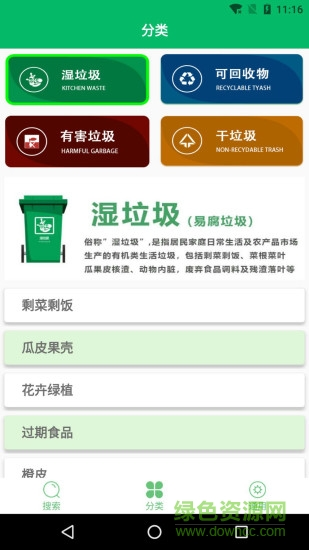 11:16
分类
湿垃圾
KITCHEN WASTE
可回收物
RECYCLABLE TYASH
有害垃圾
HARMFUL GARBAGE
干垃圾
NON-RECYDABLE TRASH
湿垃圾（易腐垃圾）
俗称"湿垃圾",是指居民家庭日常生活及农产品市场
生产的有机类生活垃圾，包括剩菜剩饭、菜根菜叶
瓜果皮核渣、动物内脏，废弃食品调料及残渣落叶等
剩菜剩饭
瓜皮果壳
花卉绿植
过期食品
橙皮
搜索
分类
绿色资源网
www.downcc.com